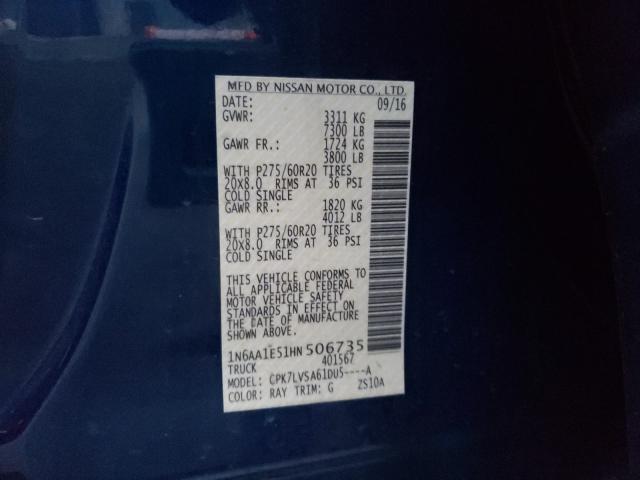 MFD BY NISSAN MOTOR CO., LTD.
DATE: 09/16
GVWR: 3311 KG
7300 LB
GAWR FR.: 1724 KG
3800 LB
WITH P275/60R20 TIRES
20X8.0 RIMS AT 36 PSI
COLD SINGLE
GAWR RR.: 1820 KG
4012 LB
WITH P275/60R20 TIRES
20X8.0 RIMS AT 36 PSI
COLD SINGLE
THIS VEHICLE CONFORMS TO
ALL APPLICABLE FEDERAL
MOTOR VEHICLE SAFETY
STANDARDS IN EFFECT ON
THE DATE OF MANUFACTURE
SHOWN ABOVE.
1N6AA1E51HN506735
TRUCK 401567
MODEL: CPK7LVSA61DU5----A
COLOR: RAY TRIM: G ZS10A